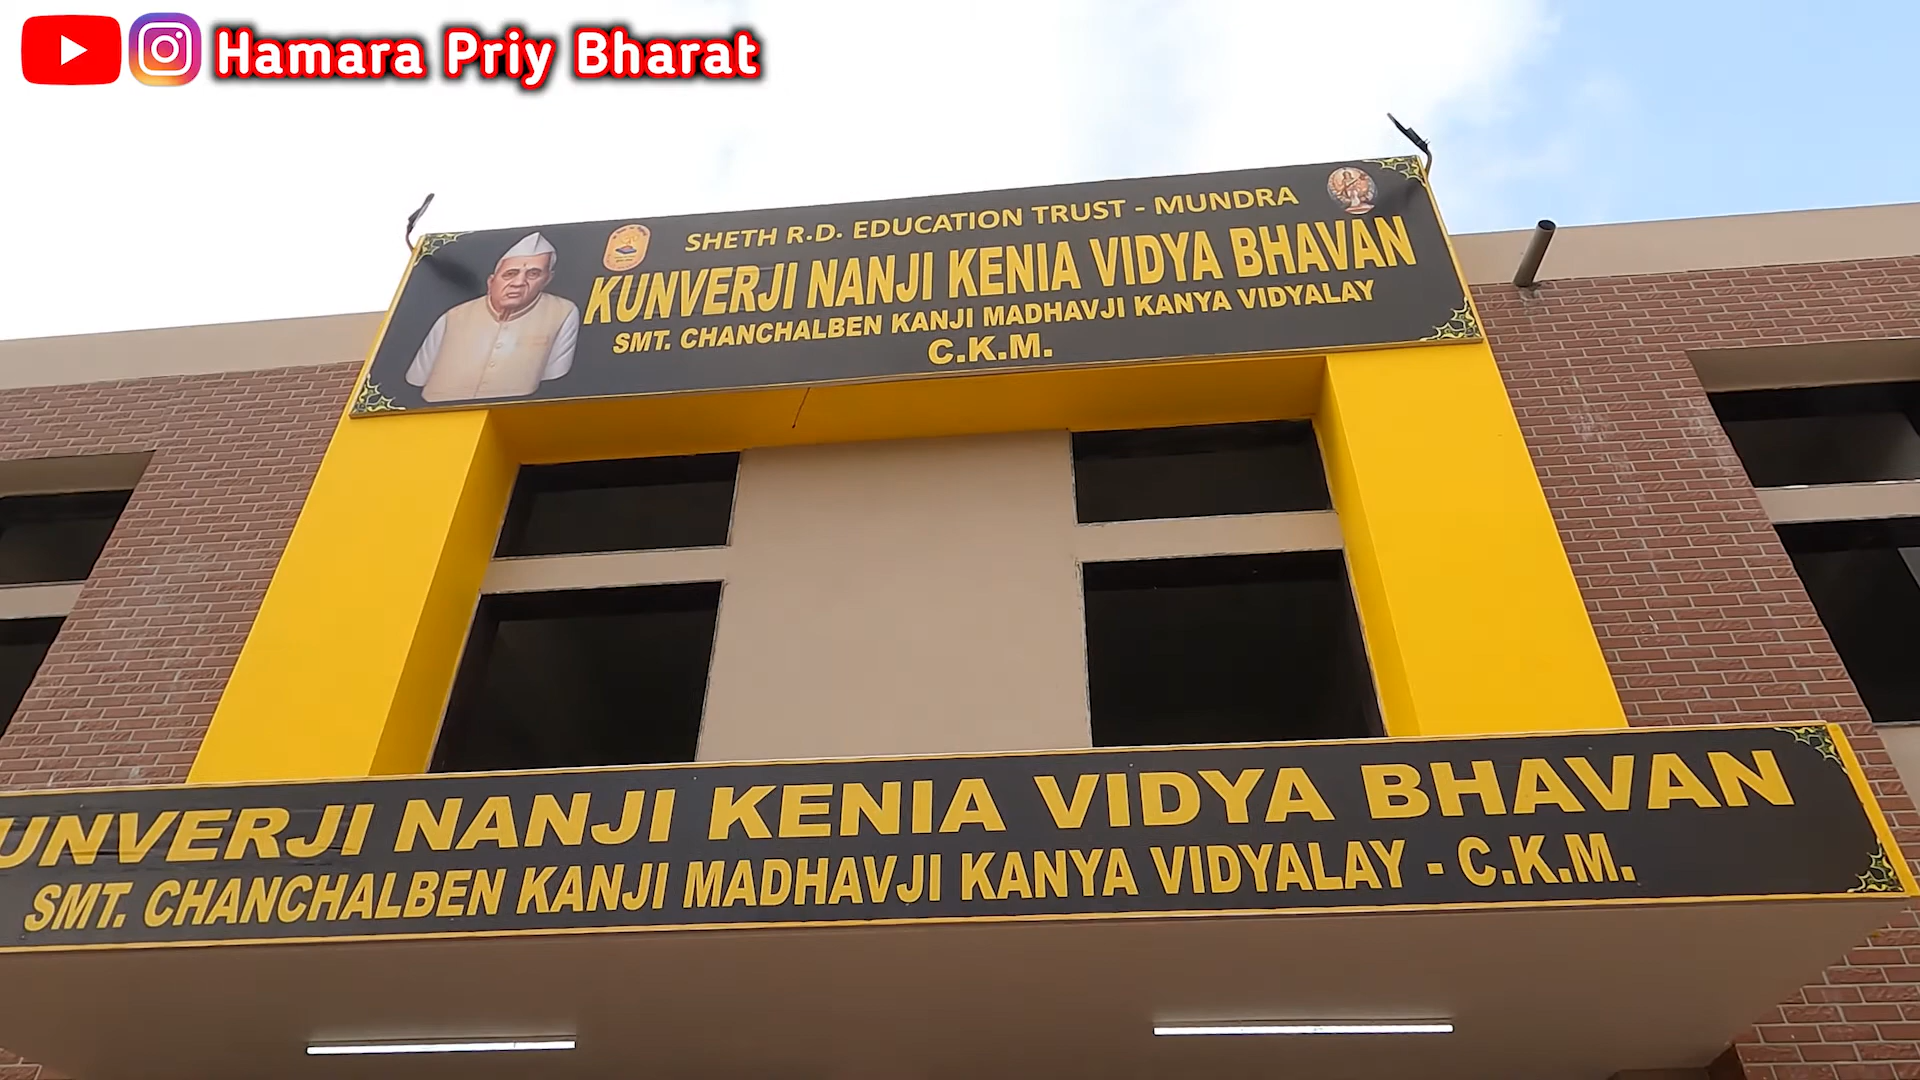 Hamara Priy Bharat
SHETH R.D. EDUCATION TRUST - MUNDRA
KUNVERJI NANJI KENIA VIDYA BHAVAN
SMT. CHANCHALBEN KANJI MADHAVJI KANYA VIDYALAY
C.K.M.
UNVERJI NANJI KENIA VIDYA BHAVAN
SMT. CHANCHALBEN KANJI MADHAVJI KANYA VIDYALAY - C.K.M.